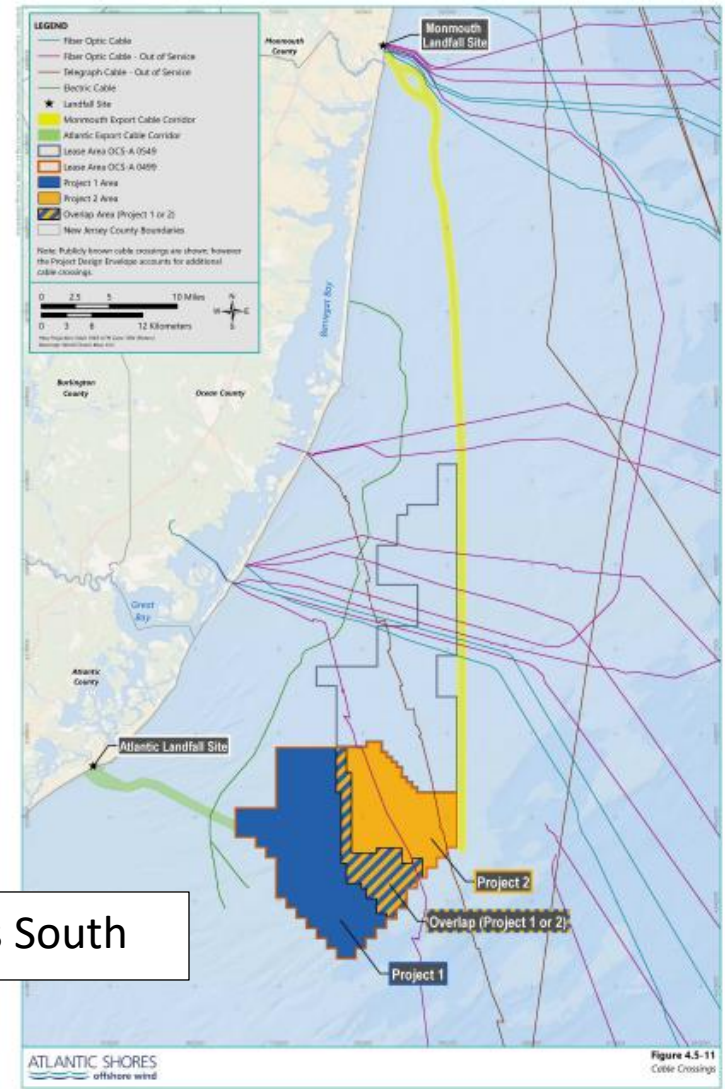 LEGEND
Fiber Optic Cable
Fiber Optic Cable - Out of Service
Telegraph Cable - Out of Service
Electric Cable
Landfall Site
Monmouth Export Cable Corridor
Atlantic Export Cable Corridor
Lease Area OCS-A 0549
Lease Area OCS-A 0499
Project 1 Area
Project 2 Area
Overlap Area (Project 1 or 2)
New Jersey County Boundaries
Note: Publicly known cable crossings are shown; however
the Project Design Envelope accounts for additional
cable crossings.
0 2.5 5 10 Miles
0 3 6 12 Kilometers
N
W E
S
Monmouth
County
Monmouth
Landfall Site
Barnegat Bay
Burlington
County
Ocean County
Great
Bay
Atlantic
County
Atlantic Landfall Site
Project 2
Overlap (Project 1 or 2)
Project 1
South
ATLANTIC SHORES
offshore wind
Figure 4.5-11
Cable Crossings